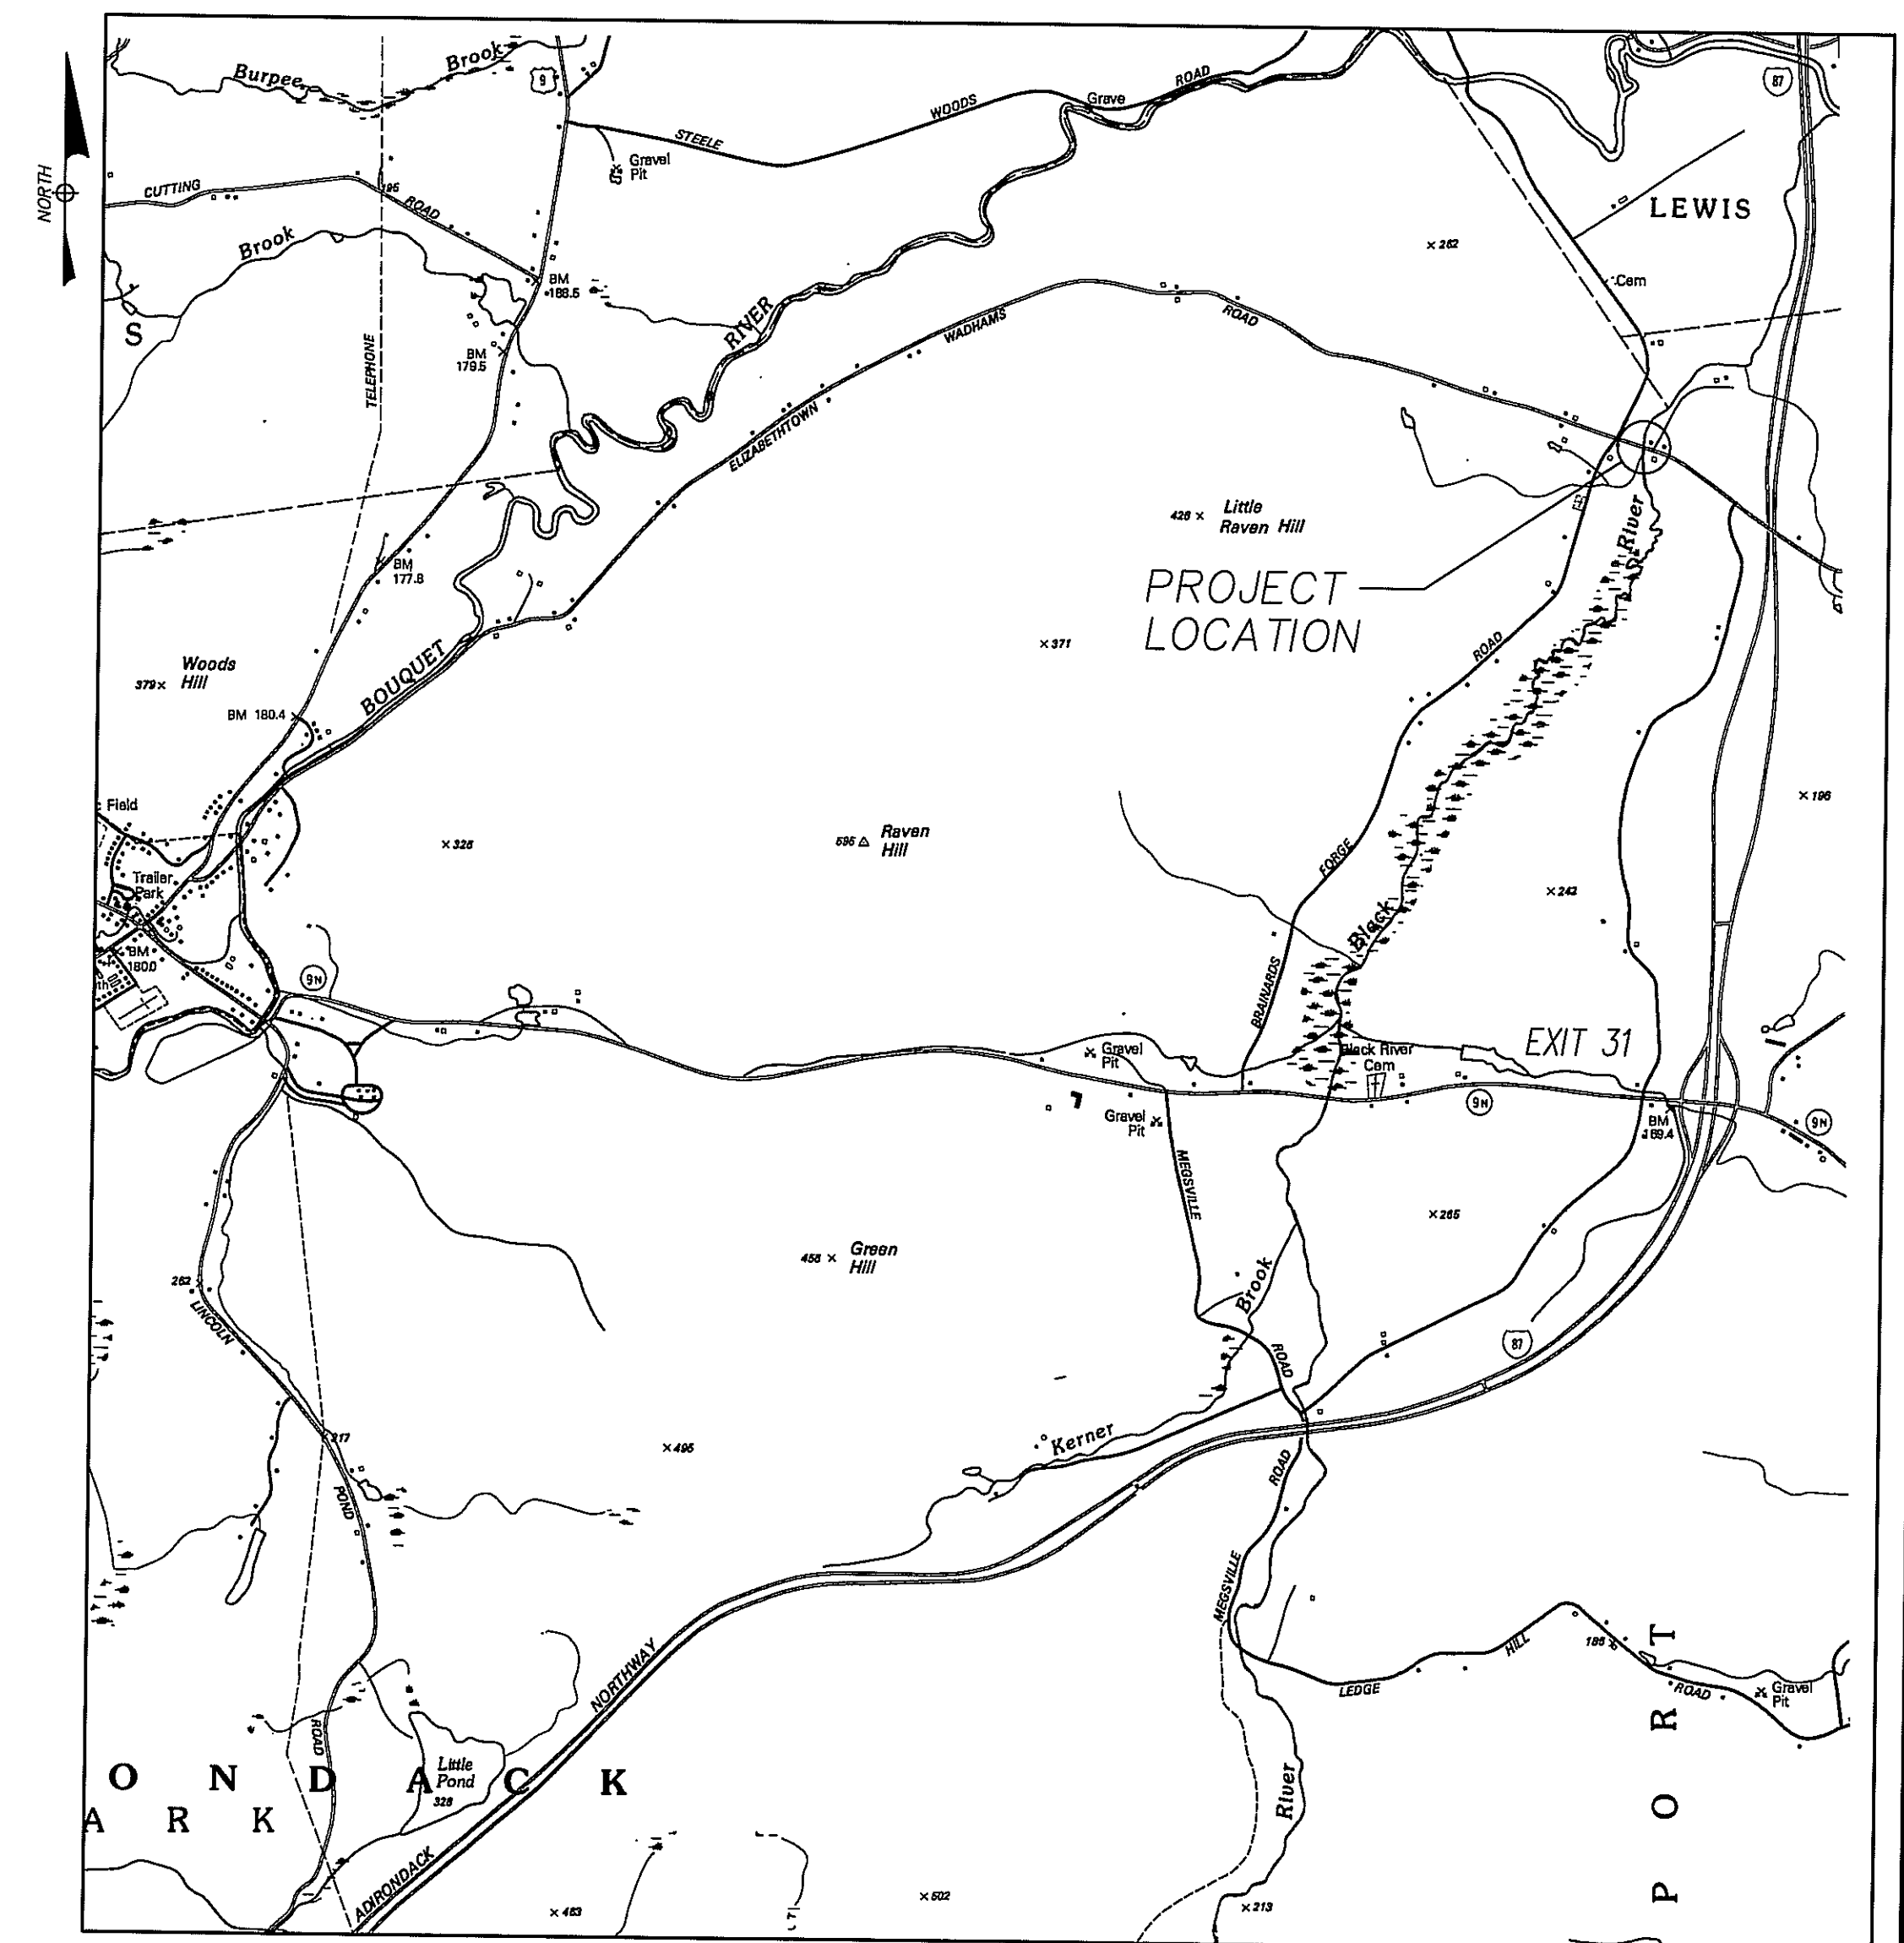 Burpee Brook
9
STEELE WOODS ROAD
Grave
87
NORTH
Gravel
Pit
CUTTING ROAD
195
LEWIS
×262
Brook
Cem
BM
188.5
S
RIVER
BM
179.5
TELEPHONE
ELIZABETHTOWN WADHAMS ROAD
428 ×
Little
Raven Hill
River
BM
177.8
PROJECT
LOCATION
×371
BOUQUET
Woods
Hill
379×
BM 180.4
ROAD
×196
Field
×328
595
Raven
Hill
FORGE
Trailer
Park
×242
Black
BM
180.0
th
9N
BRAINARDS
Gravel
Pit
Black River
Cem
EXIT 31
9N
Gravel
Pit
BM
169.4
9N
MEGSVILLE
×265
458 ×
Green
Hill
Brook
262
LINCOLN
87
ROAD
Kerner
217
×495
ROAD
POND
MEGSVILLE
T
HILL
186
NORTHWAY
LEDGE
ROAD
Gravel
Pit
R
ROAD
Little
Pond
328
O N D A C K
River
A R K
O
ADIRONDACK
P
×502
×463
×213